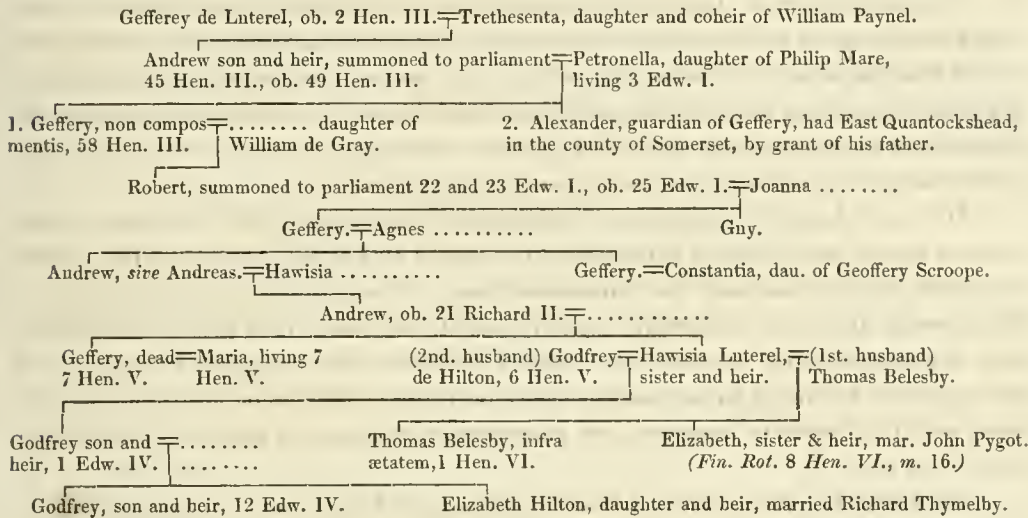 Gefferey de Luterel, ob. 2 Hen. III.=Trethesenta, daughter and coheir of William Paynel.
Andrew son and heir, summoned to parliament=Petronella, daughter of Philip Mare,
45 Hen. III., ob. 49 Hen. III. living 3 Edw. I.
1. Geffery, non compos=........ daughter of 2. Alexander, guardian of Geffery, had East Quantockshead,
mentis, 58 Hen. III. William de Gray. in the county of Somerset, by grant of his father.
Robert, summoned to parliament 22 and 23 Edw. I., ob. 25 Edw. I.=Joanna ........
Geffery.=Agnes .......... Guy.
Andrew, sive Andreas.=Hawisia .......... Geffery.=Constantia, dau. of Geoffery Scroope.
Andrew, ob. 21 Richard II.=............
Geffery, dead=Maria, living 7 (2nd. husband) Godfrey=Hawisia Luterel,=(1st. husband)
7 Hen. V. Hen. V. de Hilton, 6 Hen. V. sister and heir. Thomas Belesby.
Godfrey son and =........ Thomas Belesby, infra Elizabeth, sister & heir, mar. John Pygot.
heir, 1 Edw. IV. ........ ætatem, 1 Hen. VI. (Fin. Rot. 8 Hen. VI., m. 16.)
Godfrey, son and heir, 12 Edw. IV. Elizabeth Hilton, daughter and heir, married Richard Thymelby.